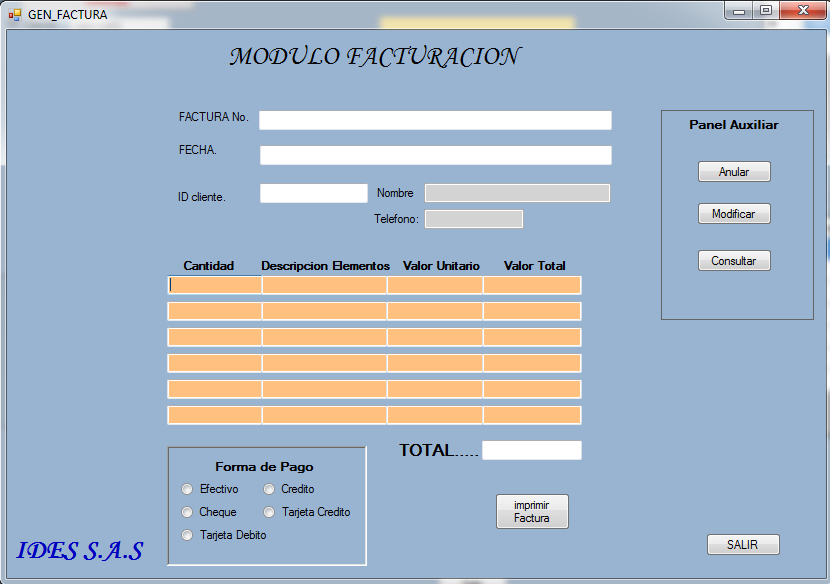 GEN_FACTURA
MODULO FACTURACION
FACTURA No.
FECHA.
ID cliente.
Nombre
Telefono:
Panel Auxiliar
Anular
Modificar
Consultar
Cantidad Descripcion Elementos Valor Unitario Valor Total
TOTAL.....
Forma de Pago
Efectivo Credito
Cheque Tarjeta Credito
Tarjeta Debito
imprimir
Factura
SALIR
IDES S.A.S